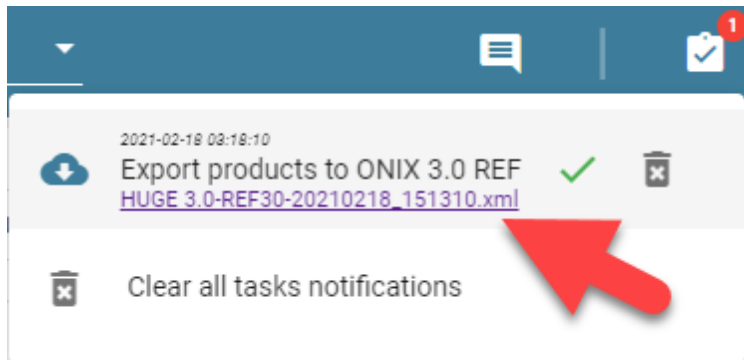 1
2021-02-18 03:18:10
Export products to ONIX 3.0 REF
HUGE 3.0-REF30-20210218_151310.xml
Clear all tasks notifications